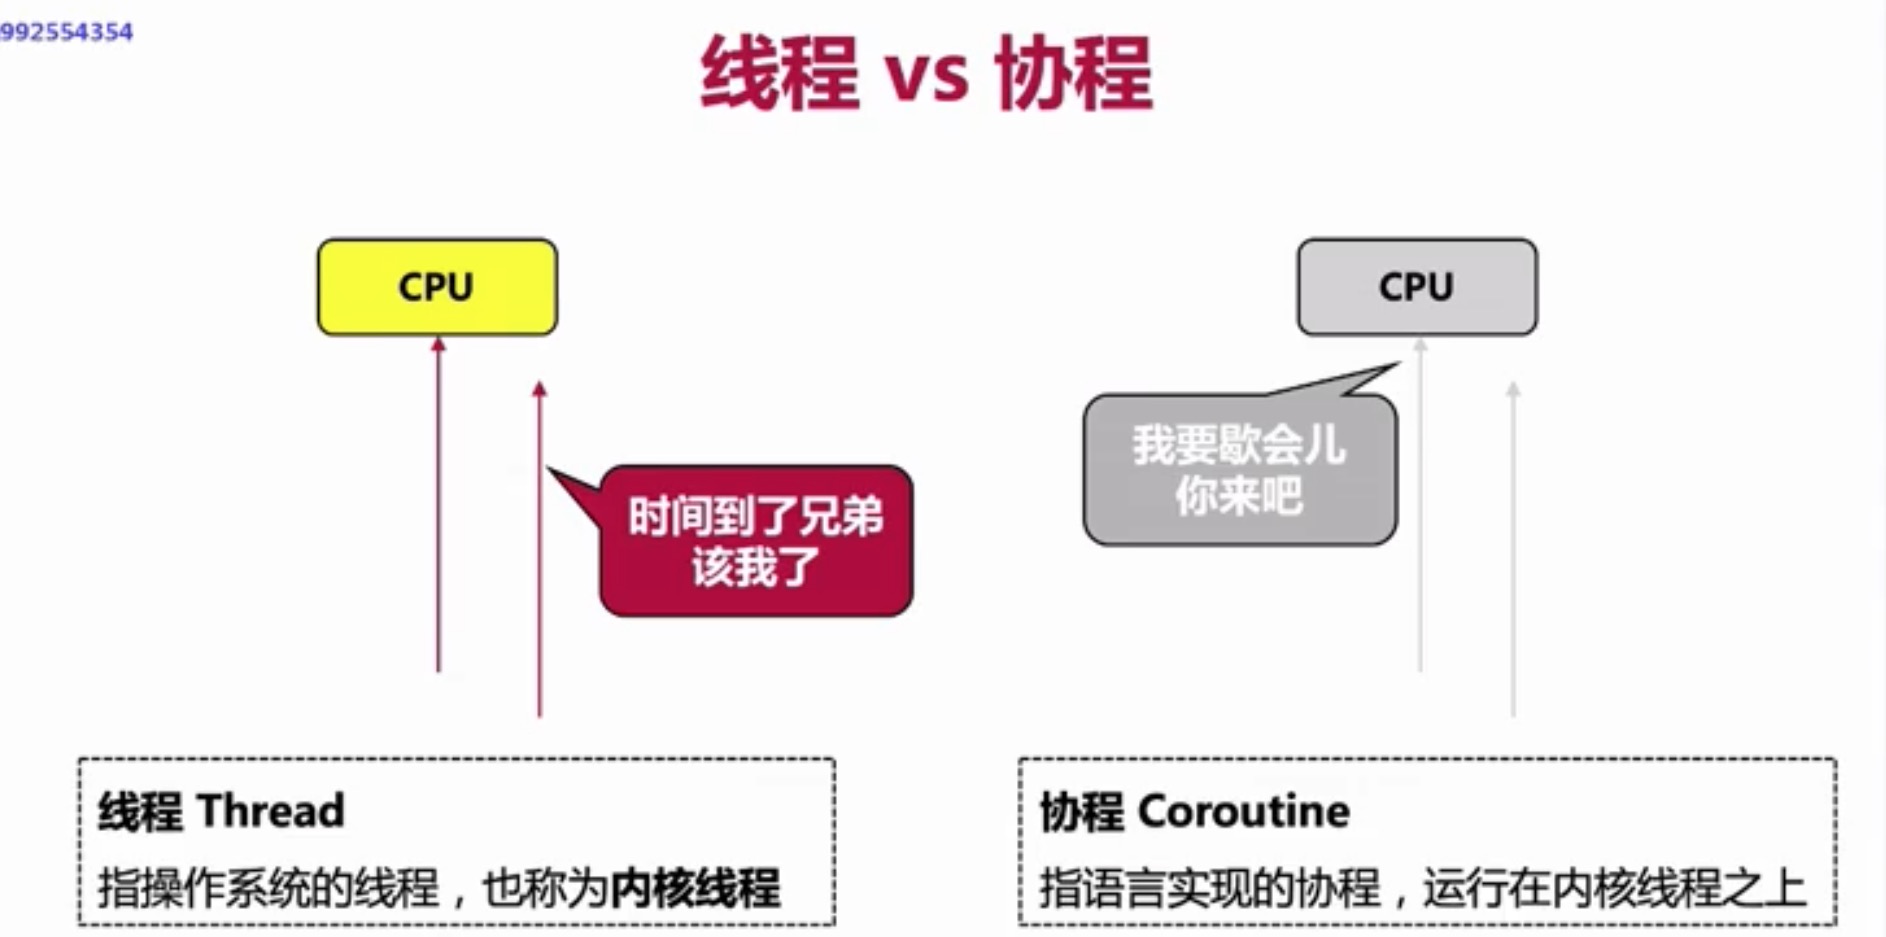 992554354
线程 vs 协程
CPU
CPU
我要歇会儿
你来吧
时间到了兄弟
该我了
线程 Thread
指操作系统的线程，也称为内核线程
协程 Coroutine
指语言实现的协程，运行在内核线程之上